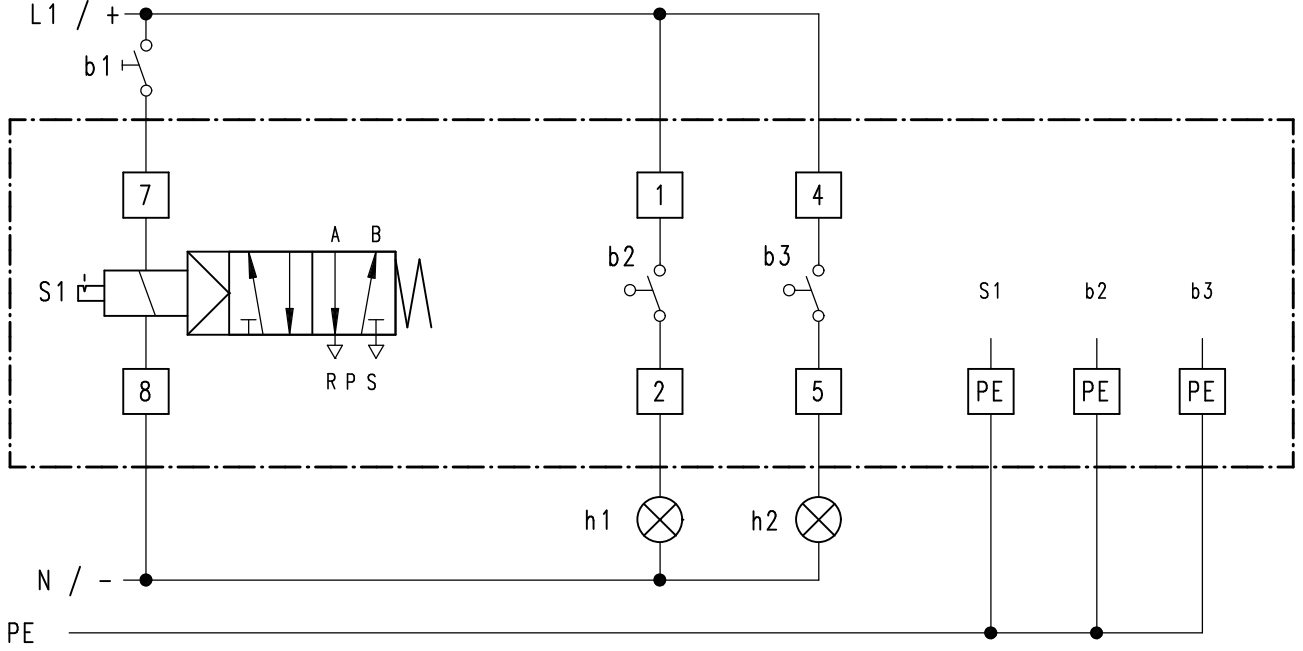 L1 / +
b1
7 1 4
A B
b2 b3
S1 S1 b2 b3
R P S
8 2 5 PE PE PE
h1 h2
N / -
PE